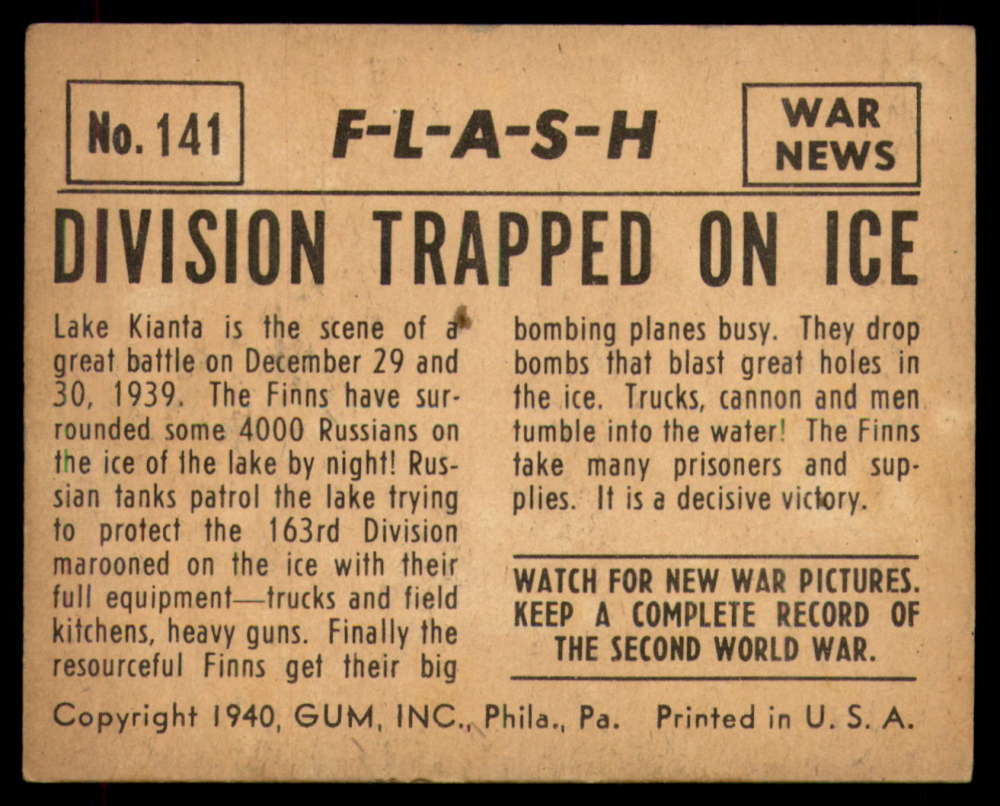 No. 141
F-L-A-S-H
WAR
NEWS
DIVISION TRAPPED ON ICE
Lake Kianta is the scene of a
great battle on December 29 and
30, 1939. The Finns have sur-
rounded some 4000 Russians on
the ice of the lake by night! Rus-
sian tanks patrol the lake trying
to protect the 163rd Division
marooned on the ice with their
full equipment—trucks and field
kitchens, heavy guns. Finally the
resourceful Finns get their big
bombing planes busy. They drop
bombs that blast great holes in
the ice. Trucks, cannon and men
tumble into the water! The Finns
take many prisoners and sup-
plies. It is a decisive victory.
WATCH FOR NEW WAR PICTURES.
KEEP A COMPLETE RECORD OF
THE SECOND WORLD WAR.
Copyright 1940, GUM, INC., Phila., Pa. Printed in U. S. A.